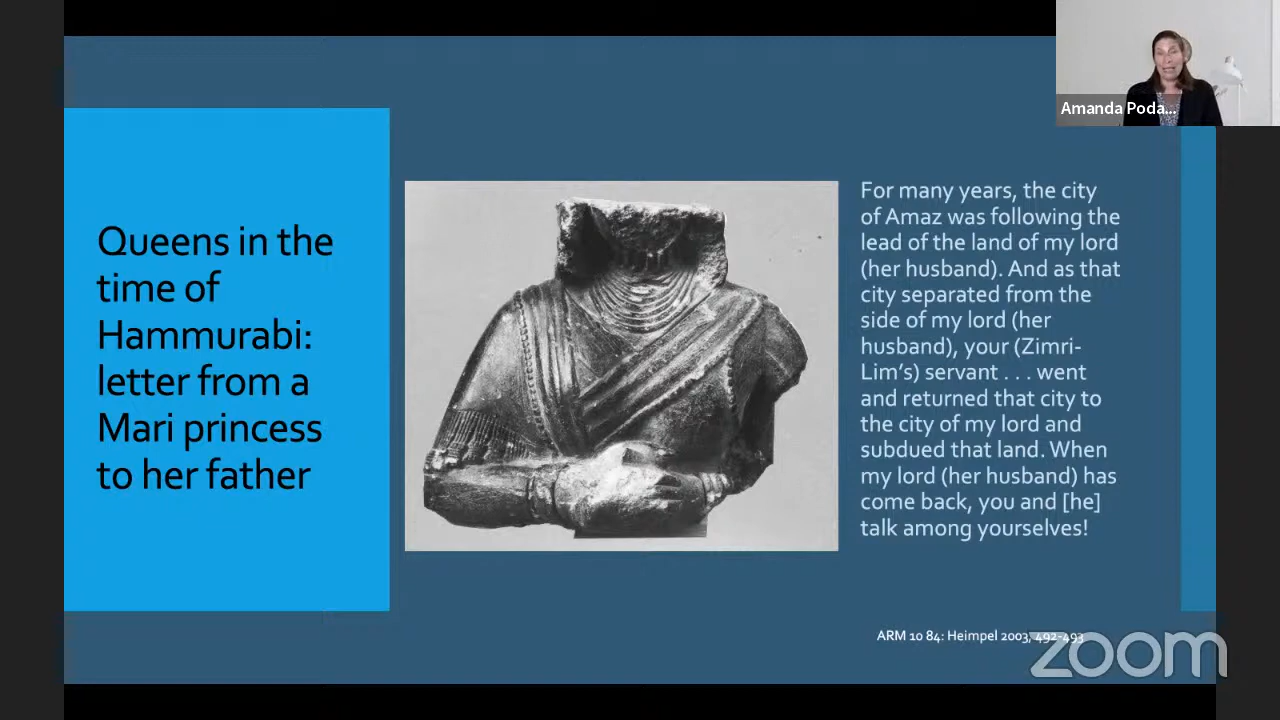 Amanda Poda...
Queens in the
time of
Hammurabi:
letter from a
Mari princess
to her father
For many years, the city
of Amaz was following the
lead of the land of my lord
(her husband). And as that
city separated from the
side of my lord (her
husband), your (Zimri-
Lim's) servant . . . went
and returned that city to
the city of my lord and
subdued that land. When
my lord (her husband) has
come back, you and [he]
talk among yourselves!
ARM 10 84: Heimpel 2003, 492-493
zoom